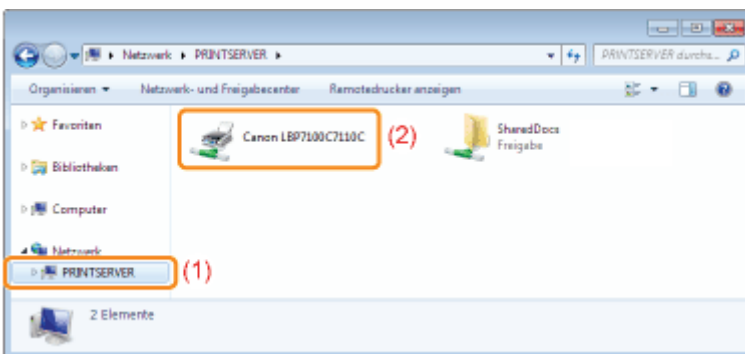 Netzwerk ▸ PRINTSERVER ▸
PRINTSERVER durchs...
Organisieren
Netzwerk- und Freigabecenter
Remotedrucker anzeigen
Favoriten
Canon LBP7100C7110C
(2)
SharedDocs
Freigabe
Bibliotheken
Computer
Netzwerk
PRINTSERVER
(1)
2 Elemente